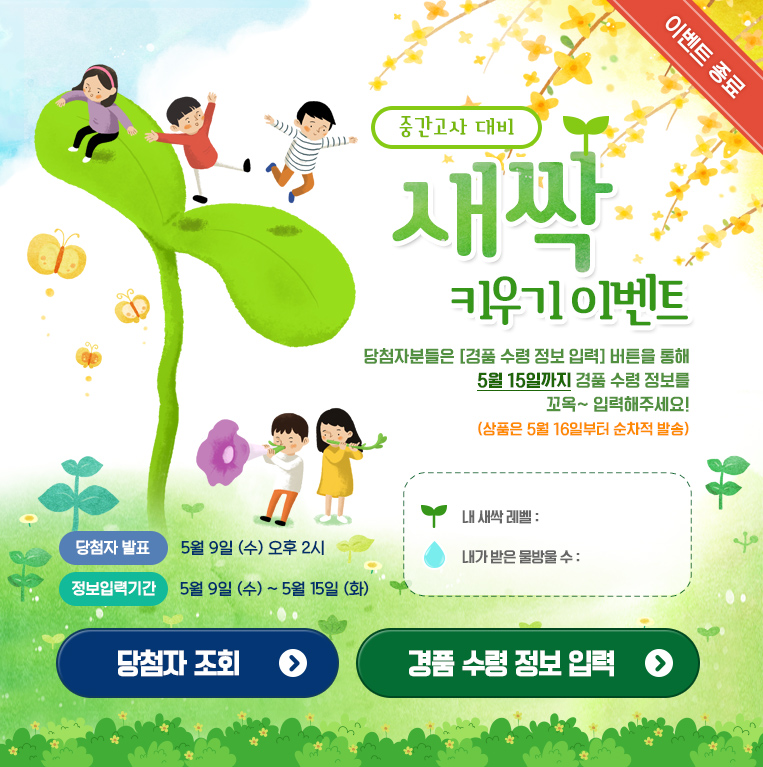 이벤트 종료
중간고사 대비
새싹
키우기 이벤트
당첨자분들은 [경품 수령 정보 입력] 버튼을 통해
5월 15일까지 경품 수령 정보를
꼬옥~ 입력해주세요!
(상품은 5월 16일부터 순차적 발송)
내 새싹 레벨 :
내가 받은 물방울 수 :
당첨자 발표 5월 9일 (수) 오후 2시
정보입력기간 5월 9일 (수) ~ 5월 15일 (화)
당첨자 조회
경품 수령 정보 입력